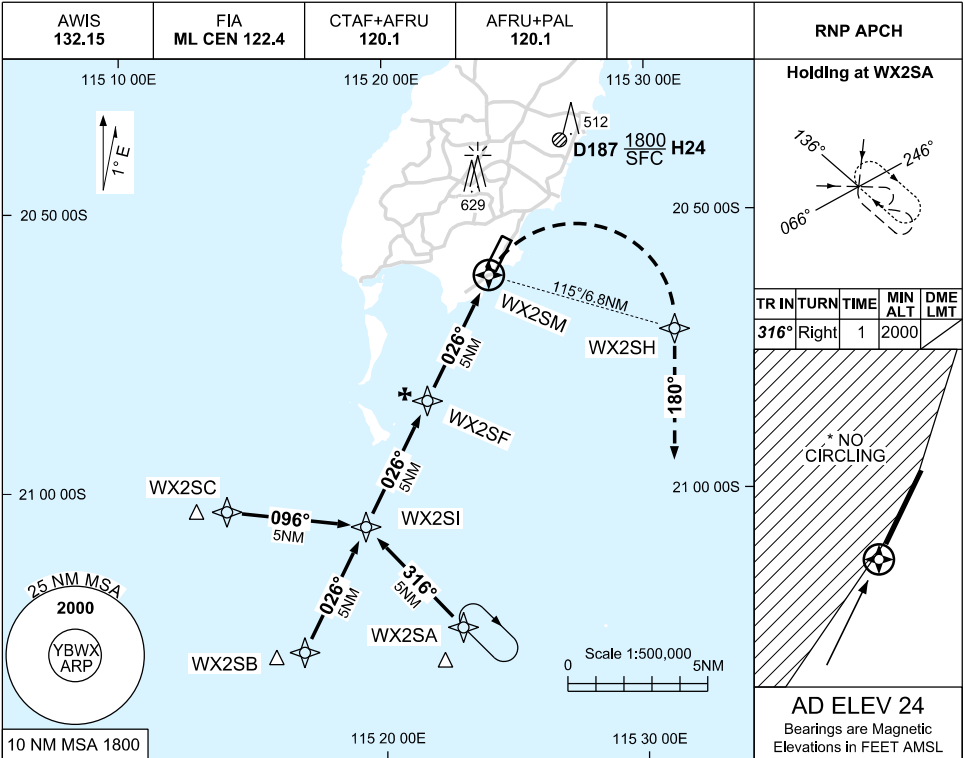 AWIS
132.15
FIA
ML CEN 122.4
CTAF+AFRU
120.1
AFRU+PAL
120.1
RNP APCH
115 10 00E
115 20 00E
115 30 00E
1° E
512
D187 1800 H24
SFC
629
20 50 00S
20 50 00S
WX2SM
115°/6.8NM
WX2SH
026°
5NM
180°
WX2SF
026°
5NM
21 00 00S
21 00 00S
WX2SC
096°
5NM
WX2SI
026°
5NM
316°
5NM
WX2SA
WX2SB
25 NM MSA
2000
YBWX
ARP
10 NM MSA 1800
Scale 1:500,000
0
5NM
115 20 00E
115 30 00E
Holding at WX2SA
136°
246°
066°
TR IN TURN TIME MIN ALT DME LMT
316° Right 1 2000
* NO
CIRCLING
AD ELEV 24
Bearings are Magnetic
Elevations in FEET AMSL